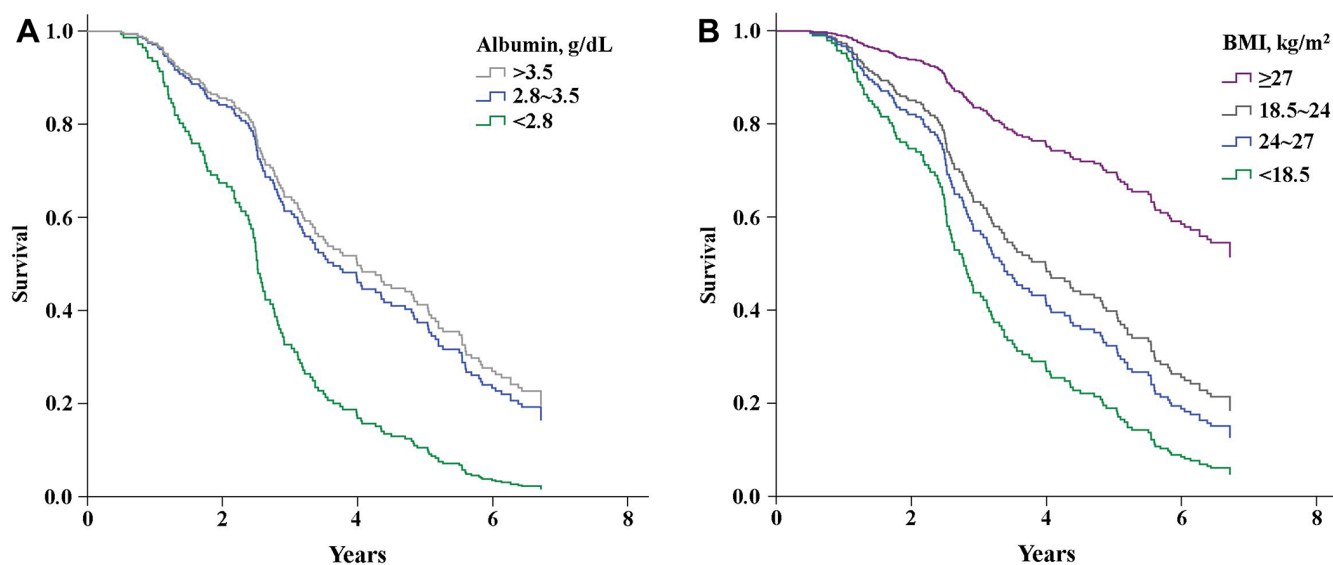 A
Albumin, g/dL
>3.5
2.8~3.5
<2.8
1.0
0.8
0.6
0.4
0.2
0.0
Survival
0 2 4 6 8
Years
B
BMI, kg/m²
≥27
18.5~24
24~27
<18.5
1.0
0.8
0.6
0.4
0.2
0.0
Survival
0 2 4 6 8
Years